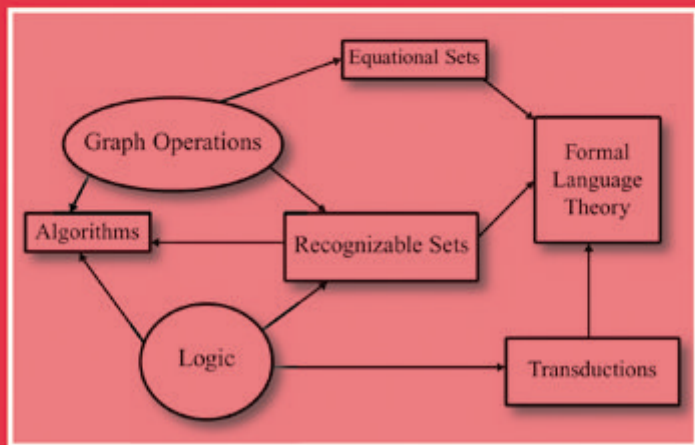 Equational Sets
Graph Operations
Formal
Language
Theory
Algorithms
Recognizable Sets
Logic
Transductions